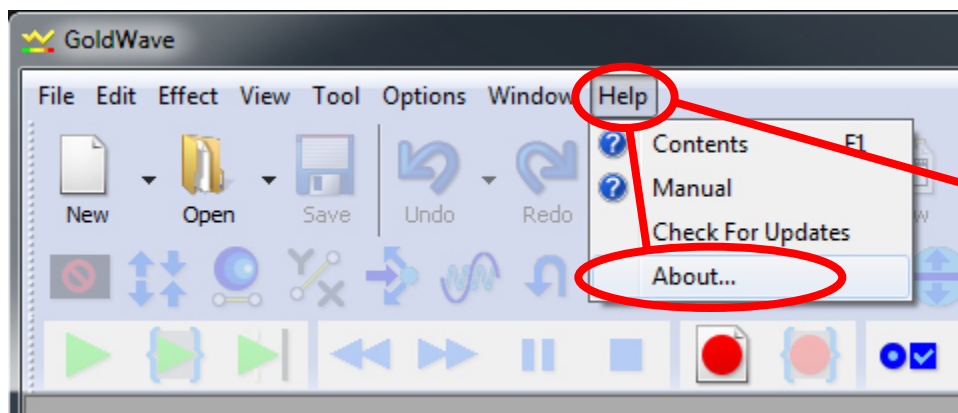 GoldWave
File Edit Effect View Tool Options Window Help
Contents F1
Manual
Check For Updates
About...
New Open Save Undo Redo